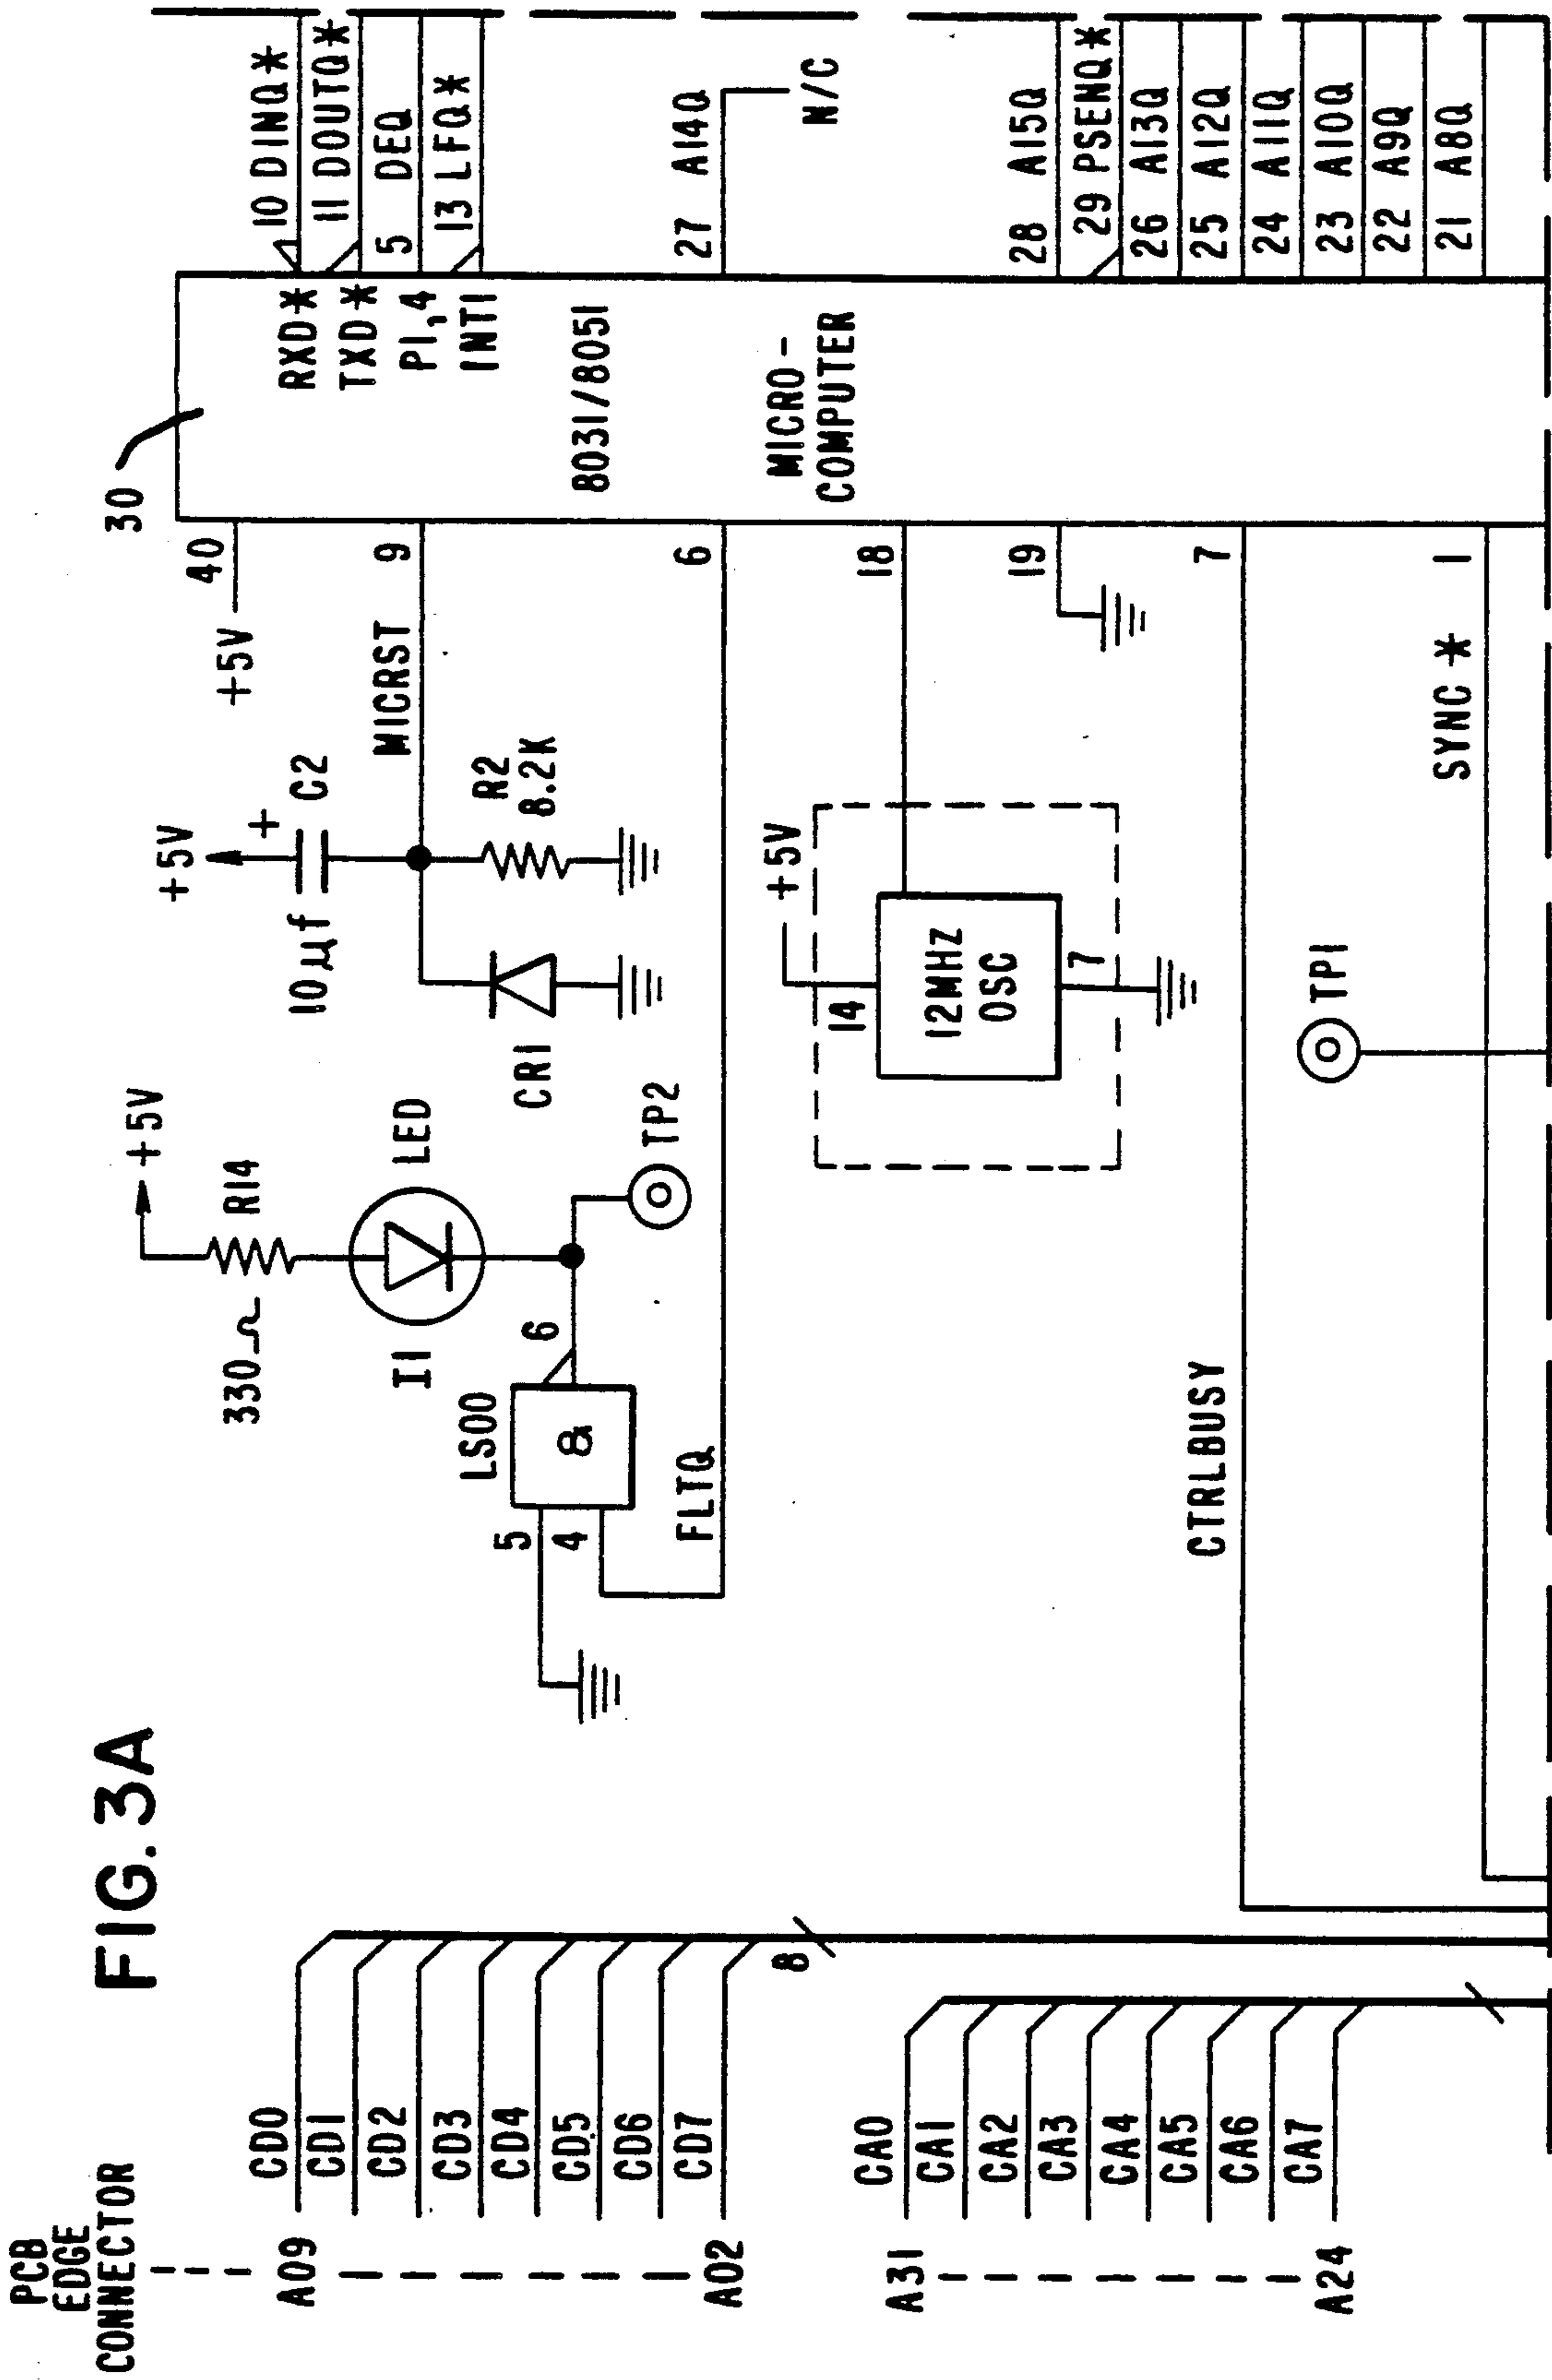 FIG. 3A
PCB
EDGE
CONNECTOR
A09
A02
A31
A24
CD0
CD1
CD2
CD3
CD4
CD5
CD6
CD7
8
CA0
CA1
CA2
CA3
CA4
CA5
CA6
CA7
+5V
330
R14
I1
LED
LS00
&
5
4
6
TP2
FLTQ
+5V
+
10µf
C2
CR1
R2
8.2K
MICRST
+5V
14
12MHZ
OSC
7
CTRLBUSY
TP1
SYNC *
+5V
40
9
6
18
19
7
1
30
RXD*
TXD*
P1,4
INT1
8031/8051
MICRO-
COMPUTER
10 DINQ*
11 DOUTQ*
5 DEQ
13 LFQ*
27 A14Q
N/C
28 A15Q
29 PSENQ*
26 A13Q
25 A12Q
24 A11Q
23 A10Q
22 A9Q
21 A8Q